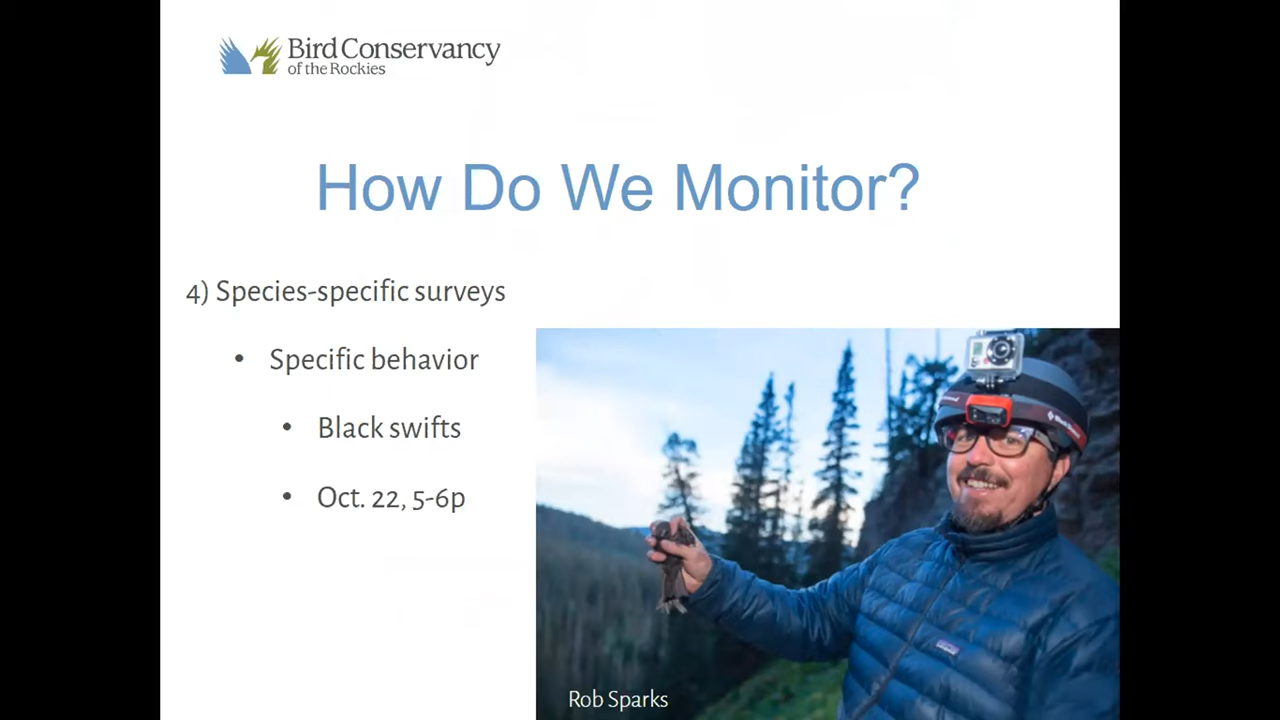 Bird Conservancy
of the Rockies
How Do We Monitor?
4) Species-specific surveys
• Specific behavior
• Black swifts
• Oct. 22, 5-6p
Rob Sparks